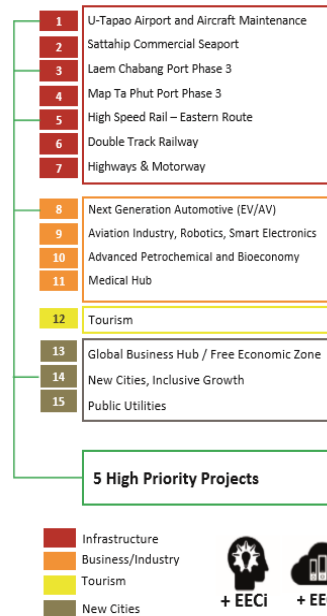 1 U-Tapao Airport and Aircraft Maintenance
2 Sattahip Commercial Seaport
3 Laem Chabang Port Phase 3
4 Map Ta Phut Port Phase 3
5 High Speed Rail – Eastern Route
6 Double Track Railway
7 Highways & Motorway
8 Next Generation Automotive (EV/AV)
9 Aviation Industry, Robotics, Smart Electronics
10 Advanced Petrochemical and Bioeconomy
11 Medical Hub
12 Tourism
13 Global Business Hub / Free Economic Zone
14 New Cities, Inclusive Growth
15 Public Utilities
5 High Priority Projects
Infrastructure
Business/Industry
Tourism
New Cities
+ EECi